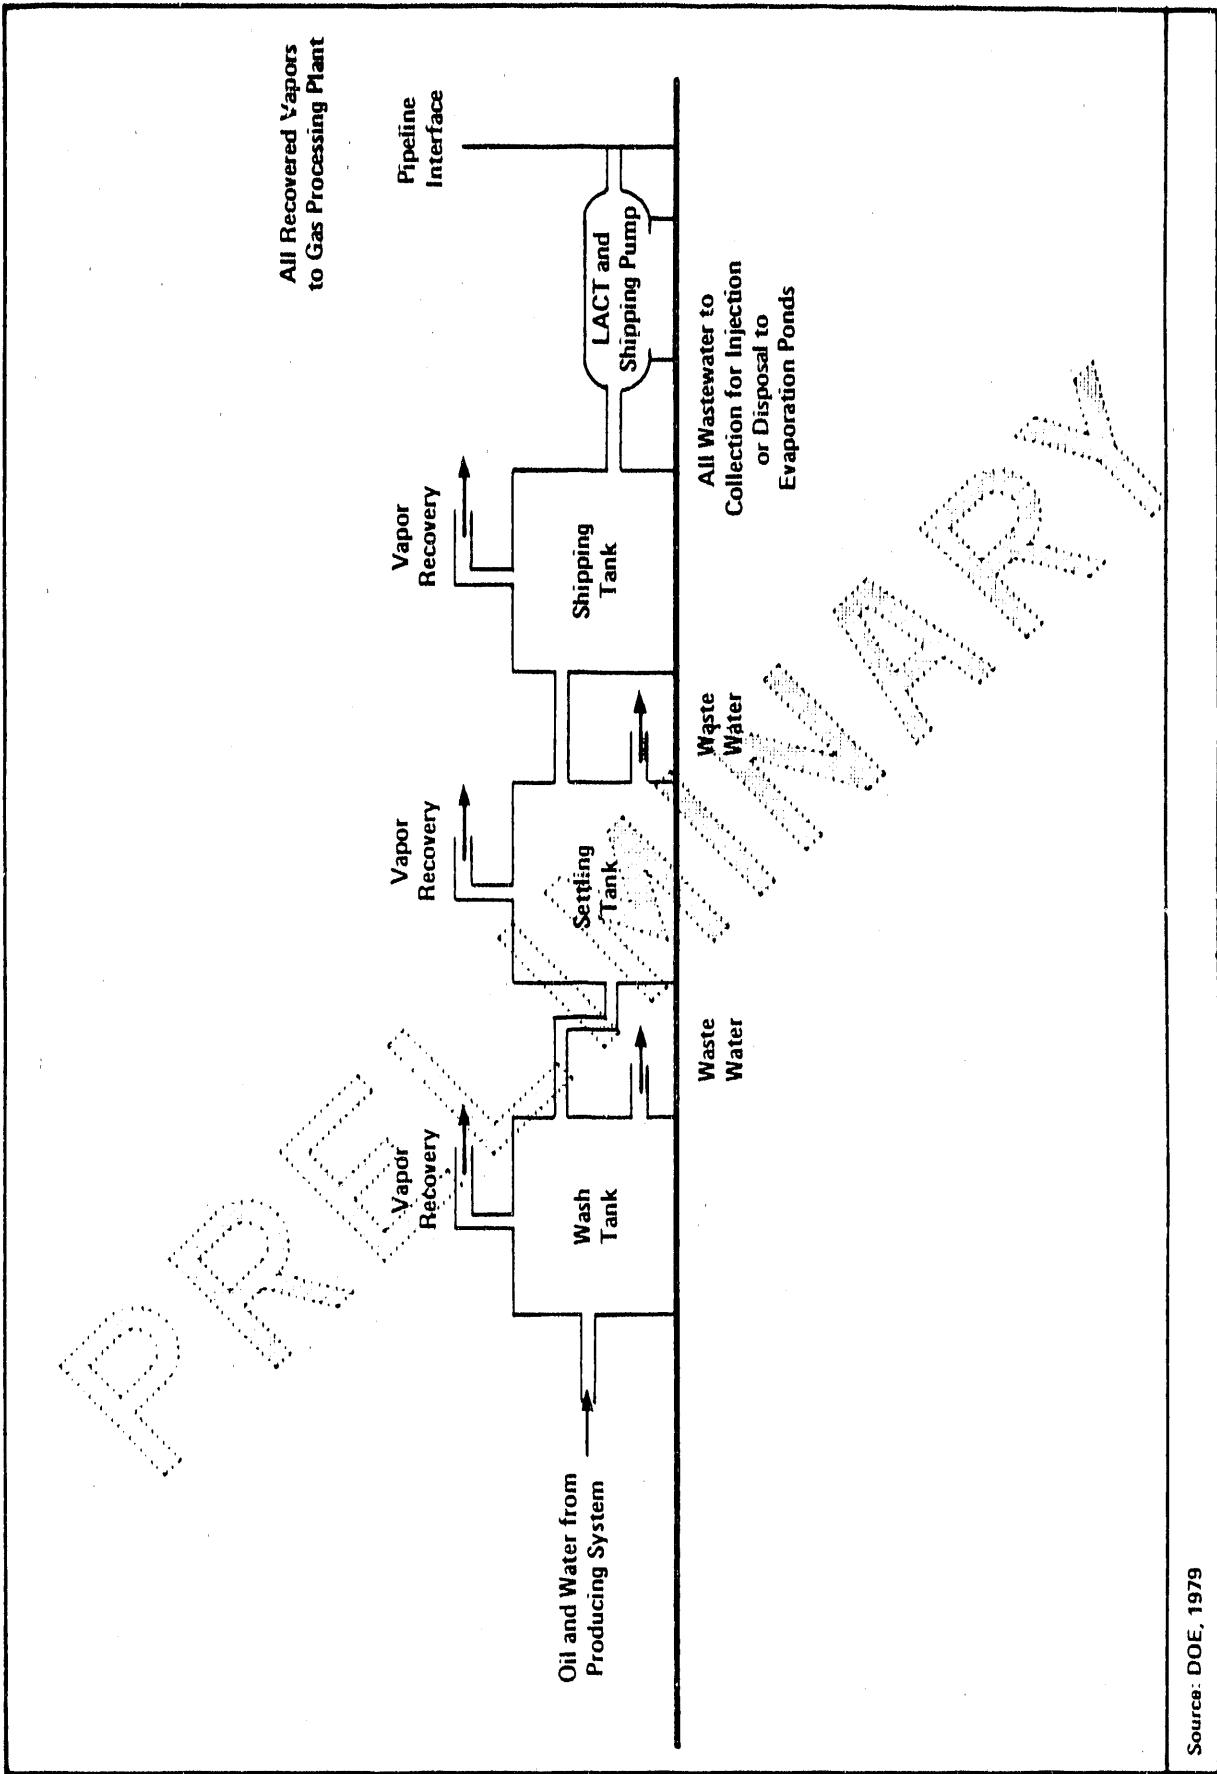 All Recovered Vapors
to Gas Processing Plant
Pipeline
Interface
Vapor
Recovery
Vapor
Recovery
Vapor
Recovery
Oil and Water from
Producing System
Wash
Tank
Settling
Tank
Shipping
Tank
LACT and
Shipping Pump
Waste
Water
Waste
Water
All Wastewater to
Collection for Injection
or Disposal to
Evaporation Ponds
PRELIMINARY
Source: DOE, 1979